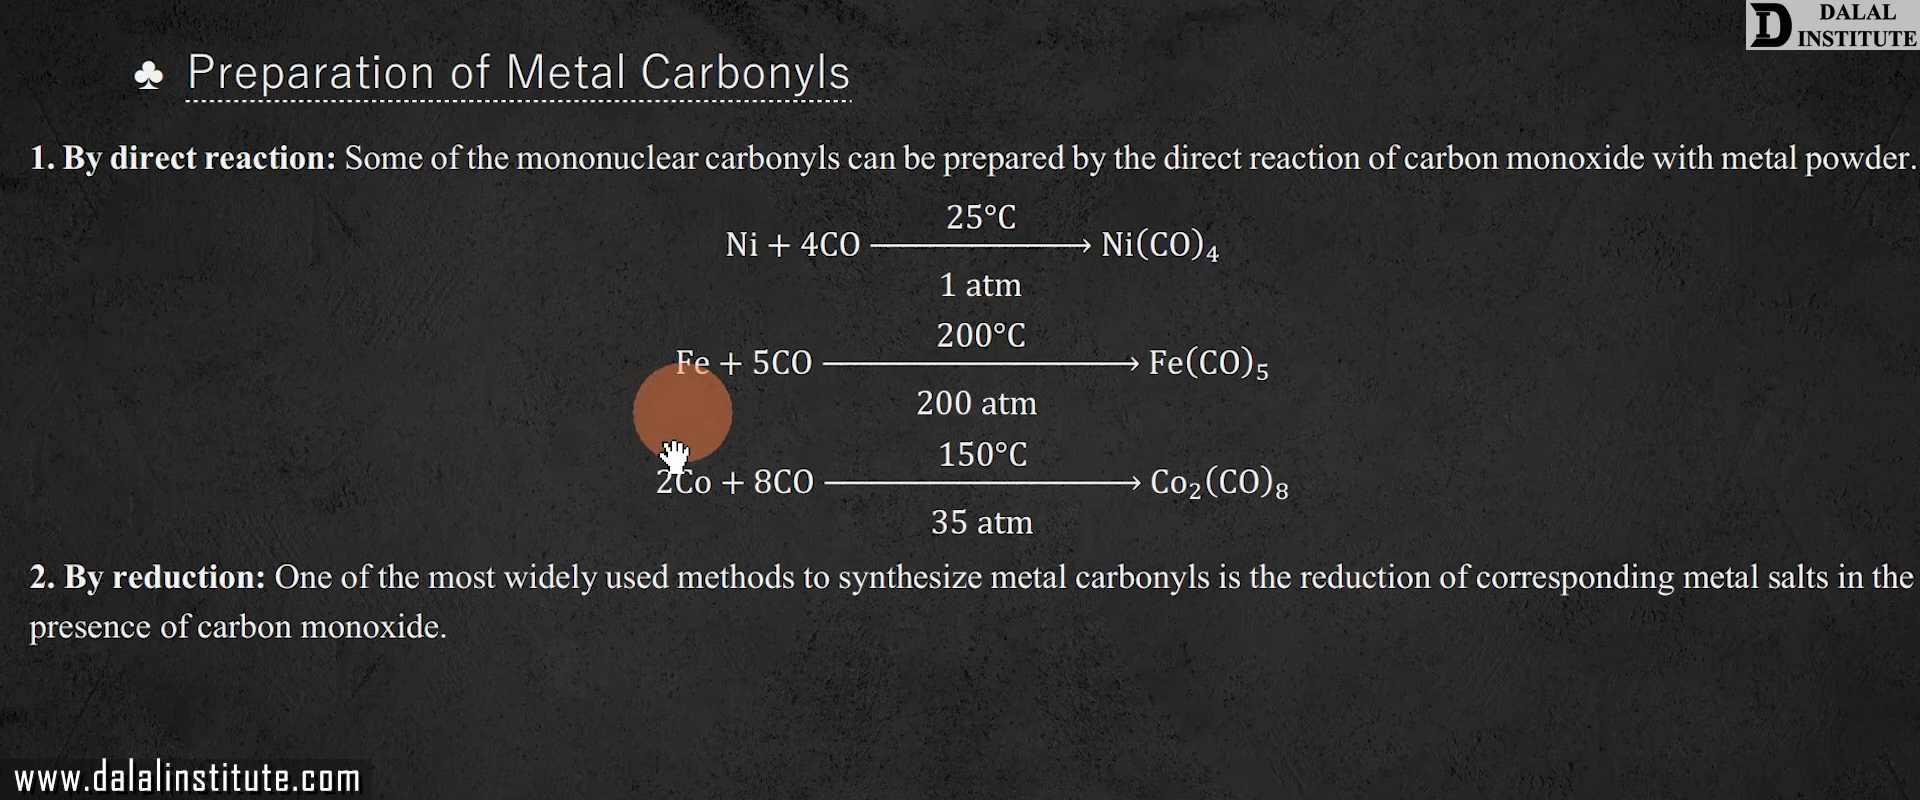 DALAL
INSTITUTE
♣ Preparation of Metal Carbonyls
1. By direct reaction: Some of the mononuclear carbonyls can be prepared by the direct reaction of carbon monoxide with metal powder.
25°C
Ni + 4CO ⟶ Ni(CO)₄
1 atm
200°C
Fe + 5CO ⟶ Fe(CO)₅
200 atm
150°C
2Co + 8CO ⟶ Co₂(CO)₈
35 atm
2. By reduction: One of the most widely used methods to synthesize metal carbonyls is the reduction of corresponding metal salts in the
presence of carbon monoxide.
www.dalalinstitute.com